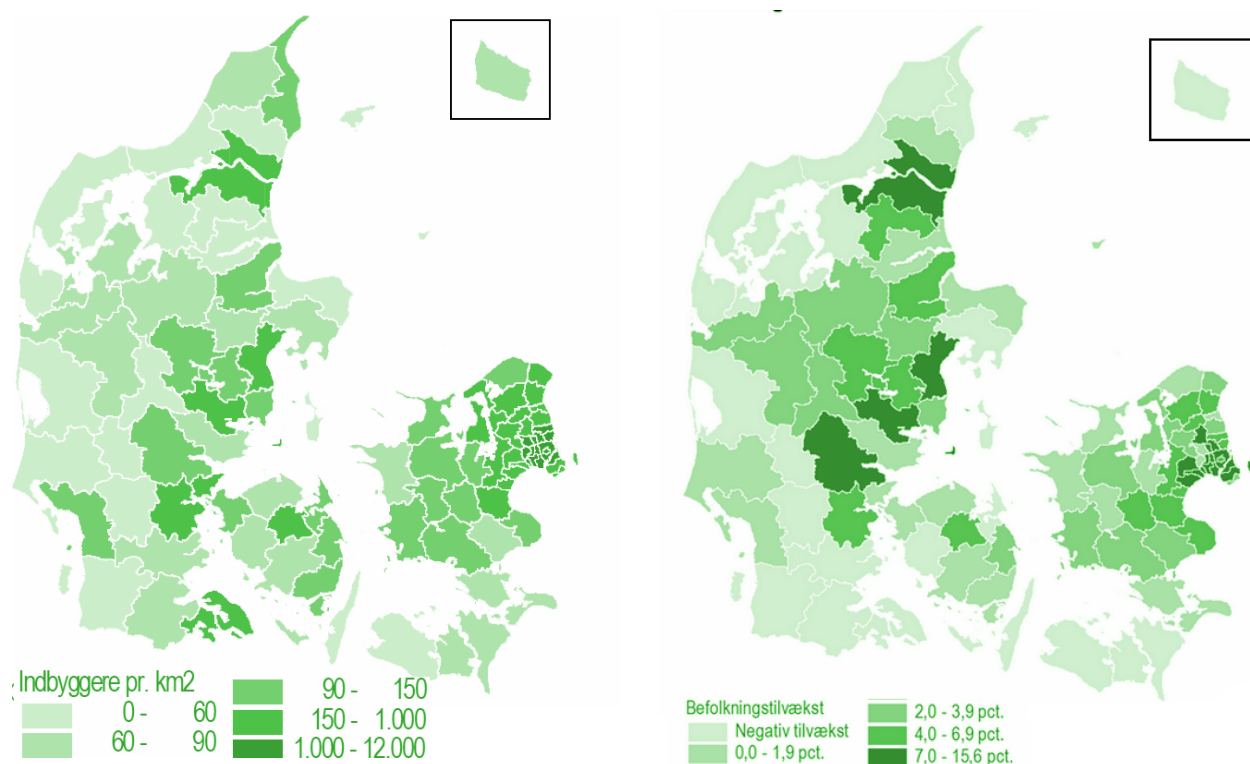 Indbyggere pr. km2
0 - 60
60 - 90
90 - 150
150 - 1.000
1.000 - 12.000
Befolkningstilvækst
Negativ tilvækst
0,0 - 1,9 pct.
2,0 - 3,9 pct.
4,0 - 6,9 pct.
7,0 - 15,6 pct.